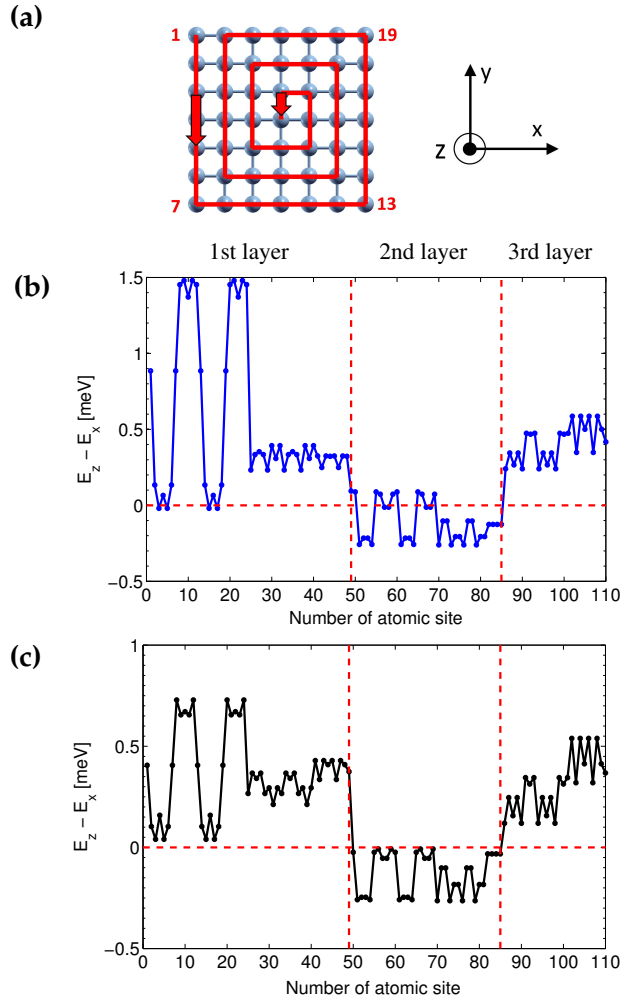 (a)
1
19
7
13
y
x
z
1st layer 2nd layer 3rd layer
(b)
1.5
1
0.5
0
−0.5
E_z − E_x [meV]
0 10 20 30 40 50 60 70 80 90 100 110
Number of atomic site
(c)
1
0.5
0
−0.5
E_z − E_x [meV]
0 10 20 30 40 50 60 70 80 90 100 110
Number of atomic site